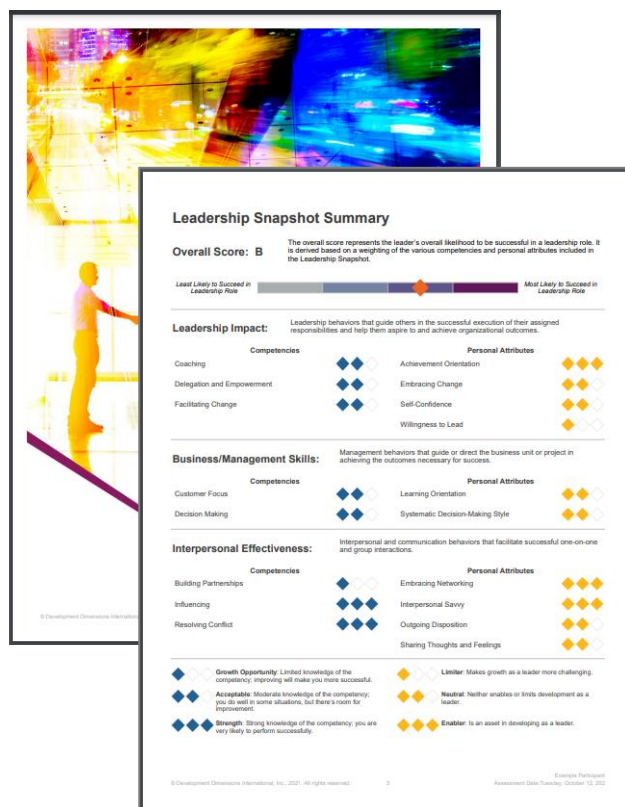 Leadership Snapshot Summary
Overall Score: B
The overall score represents the leader's overall likelihood to be successful in a leadership role. It
is derived based on a weighting of the various competencies and personal attributes included in
the Leadership Snapshot.
Least Likely to Succeed in
Leadership Role
Most Likely to Succeed in
Leadership Role
Leadership Impact:
Leadership behaviors that guide others in the successful execution of their assigned
responsibilities and help them aspire to and achieve organizational outcomes.
Competencies
Personal Attributes
Coaching
Achievement Orientation
Delegation and Empowerment
Embracing Change
Facilitating Change
Self-Confidence
Willingness to Lead
Business/Management Skills:
Management behaviors that guide or direct the business unit or project in
achieving the outcomes necessary for success.
Competencies
Personal Attributes
Customer Focus
Learning Orientation
Decision Making
Systematic Decision-Making Style
Interpersonal Effectiveness:
Interpersonal and communication behaviors that facilitate successful one-on-one
and group interactions.
Competencies
Personal Attributes
Building Partnerships
Embracing Networking
Influencing
Interpersonal Savvy
Resolving Conflict
Outgoing Disposition
Sharing Thoughts and Feelings
Growth Opportunity: Limited knowledge of the
competency; improving will make you more successful.
Limiter: Makes growth as a leader more challenging.
Acceptable: Moderate knowledge of the competency;
you do well in some situations, but there's room for
improvement.
Neutral: Neither enables or limits development as a
leader.
Strength: Strong knowledge of the competency; you are
very likely to perform successfully.
Enabler: Is an asset in developing as a leader.
Example Participant
© Development Dimensions International, Inc., 2021. All rights reserved.
3
Assessment Date:Tuesday, October 12, 202
© Development Dimensions International